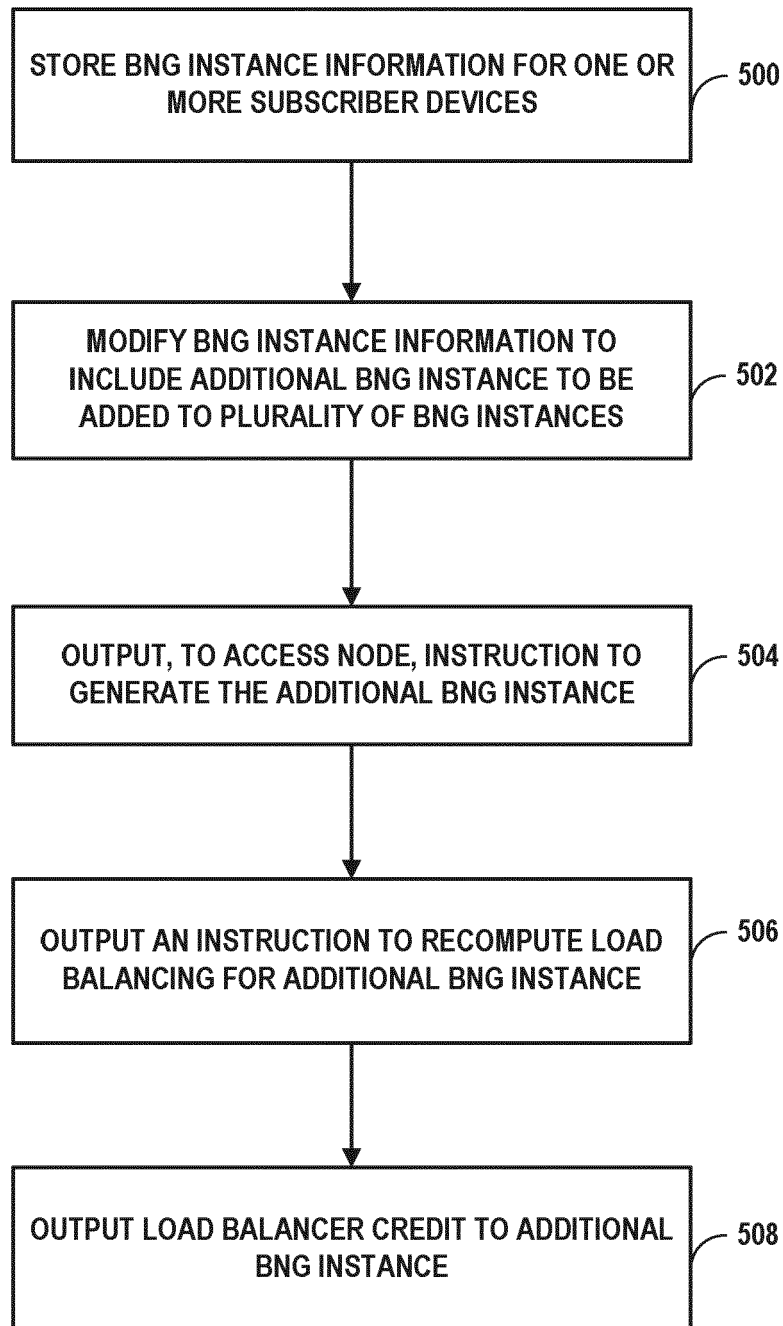 STORE BNG INSTANCE INFORMATION FOR ONE OR
MORE SUBSCRIBER DEVICES
500
MODIFY BNG INSTANCE INFORMATION TO
INCLUDE ADDITIONAL BNG INSTANCE TO BE
ADDED TO PLURALITY OF BNG INSTANCES
502
OUTPUT, TO ACCESS NODE, INSTRUCTION TO
GENERATE THE ADDITIONAL BNG INSTANCE
504
OUTPUT AN INSTRUCTION TO RECOMPUTE LOAD
BALANCING FOR ADDITIONAL BNG INSTANCE
506
OUTPUT LOAD BALANCER CREDIT TO ADDITIONAL
BNG INSTANCE
508